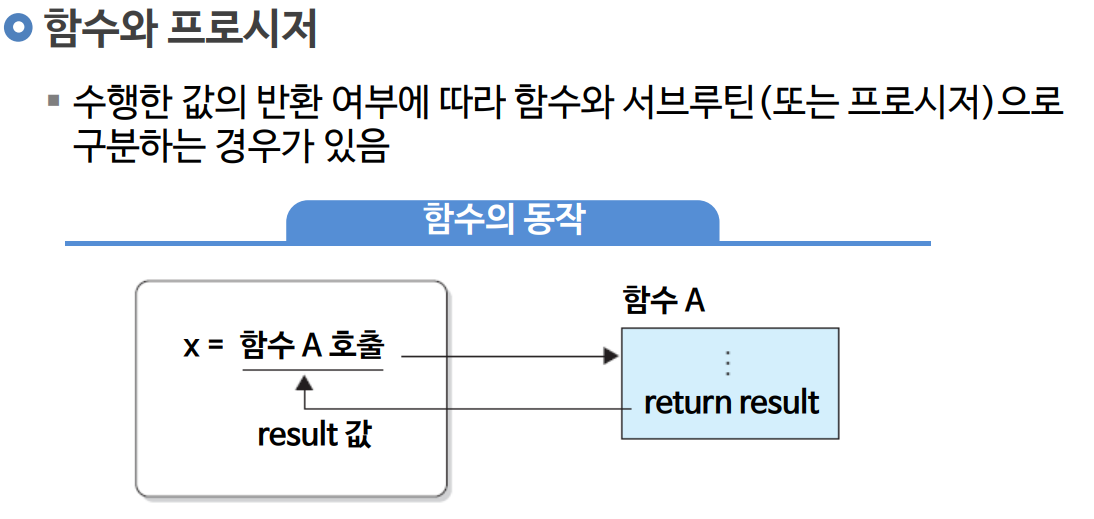 함수와 프로시저
수행한 값의 반환 여부에 따라 함수와 서브루틴(또는 프로시저)으로
구분하는 경우가 있음
함수의 동작
함수 A
x = 함수 A 호출
return result
result 값